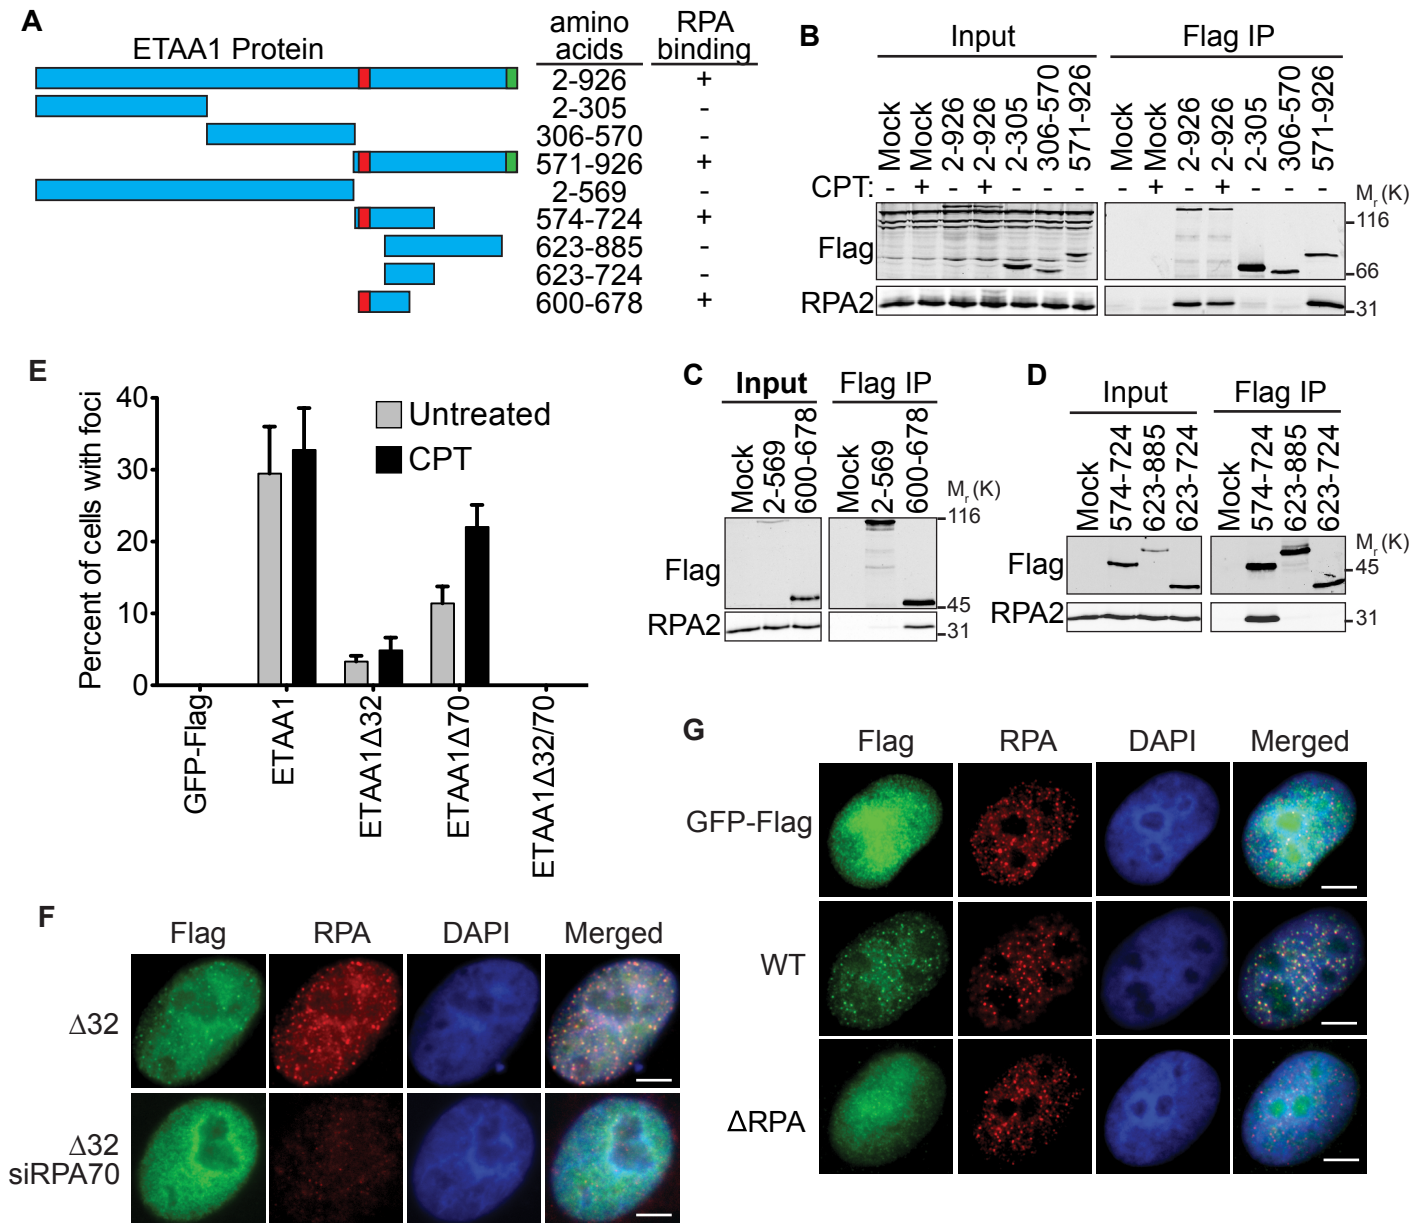 A
ETAA1 Protein
amino acids
RPA binding
2-926 +
2-305 -
306-570 -
571-926 +
2-569 -
574-724 +
623-885 -
623-724 -
600-678 +
B
Input
Flag IP
Mock Mock 2-926 2-926 2-305 306-570 571-926
Mock Mock 2-926 2-926 2-305 306-570 571-926
CPT: - + - + - - - - + - + - - -
Mr (K)
Flag
116
66
RPA2
31
E
Percent of cells with foci
40
30
20
10
0
Untreated
CPT
GFP-Flag
ETAA1
ETAA1Δ32
ETAA1Δ70
ETAA1Δ32/70
C
Input
Flag IP
Mock 2-569 600-678
Mock 2-569 600-678
Mr (K)
116
Flag
45
RPA2
31
D
Input
Flag IP
Mock 574-724 623-885 623-724
Mock 574-724 623-885 623-724
Mr (K)
Flag
45
RPA2
31
F
Flag RPA DAPI Merged
Δ32
Δ32 siRPA70
G
Flag RPA DAPI Merged
GFP-Flag
WT
ΔRPA